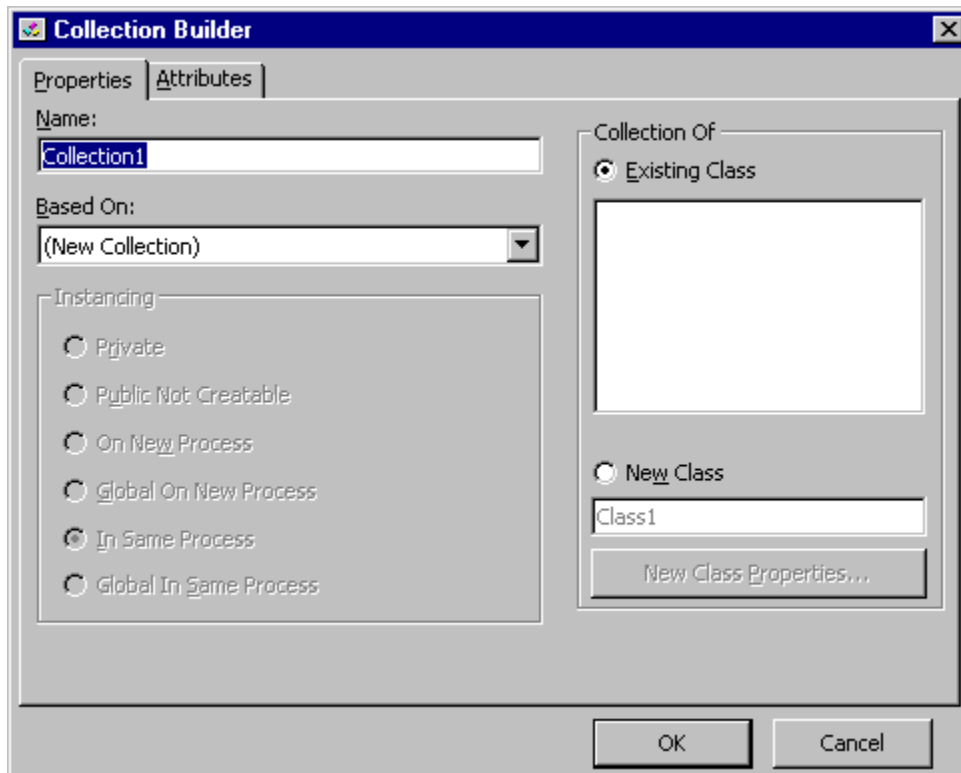 Collection Builder
Properties
Attributes
Name:
Collection1
Based On:
(New Collection)
Instancing
Private
Public Not Creatable
On New Process
Global On New Process
In Same Process
Global In Same Process
Collection Of
Existing Class
New Class
Class1
New Class Properties...
OK
Cancel